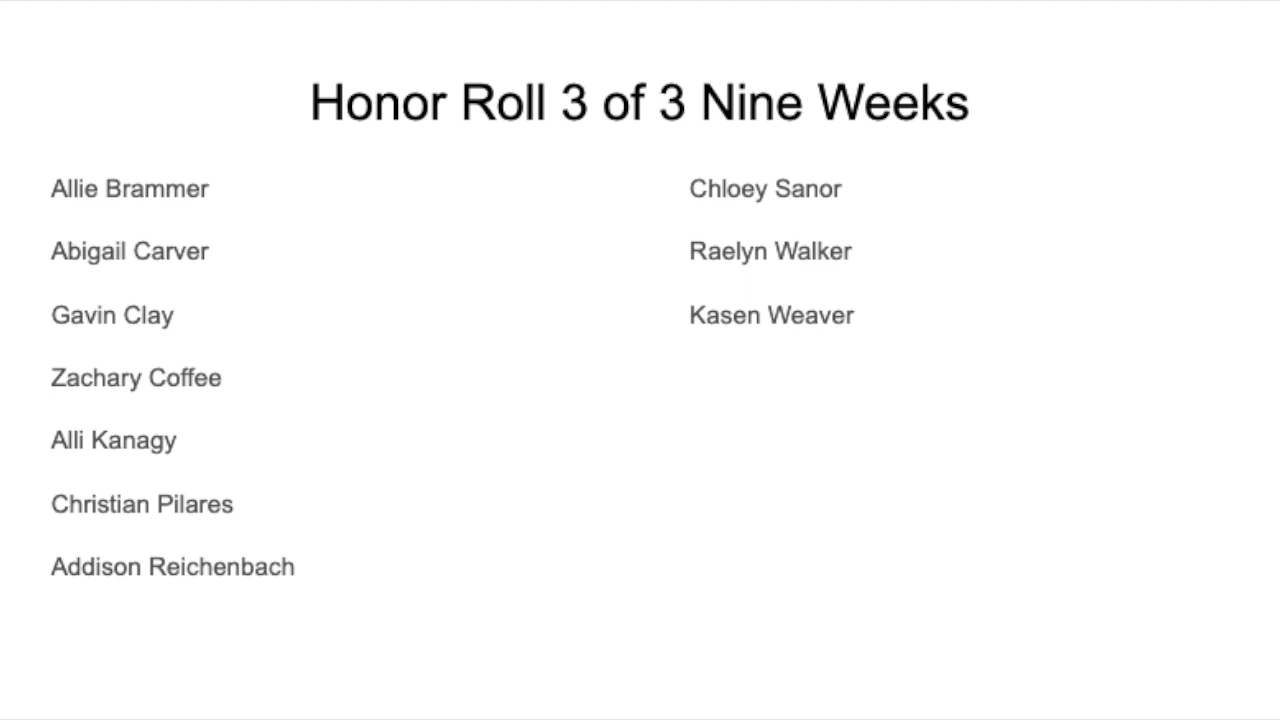 Honor Roll 3 of 3 Nine Weeks
Allie Brammer
Abigail Carver
Gavin Clay
Zachary Coffee
Alli Kanagy
Christian Pilares
Addison Reichenbach
Chloey Sanor
Raelyn Walker
Kasen Weaver